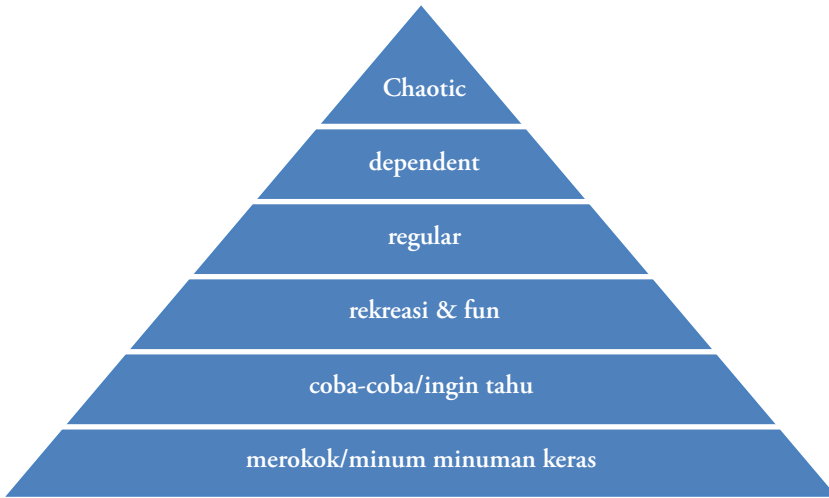 Chaotic
dependent
regular
rekreasi & fun
coba-coba/ingin tahu
merokok/minum minuman keras